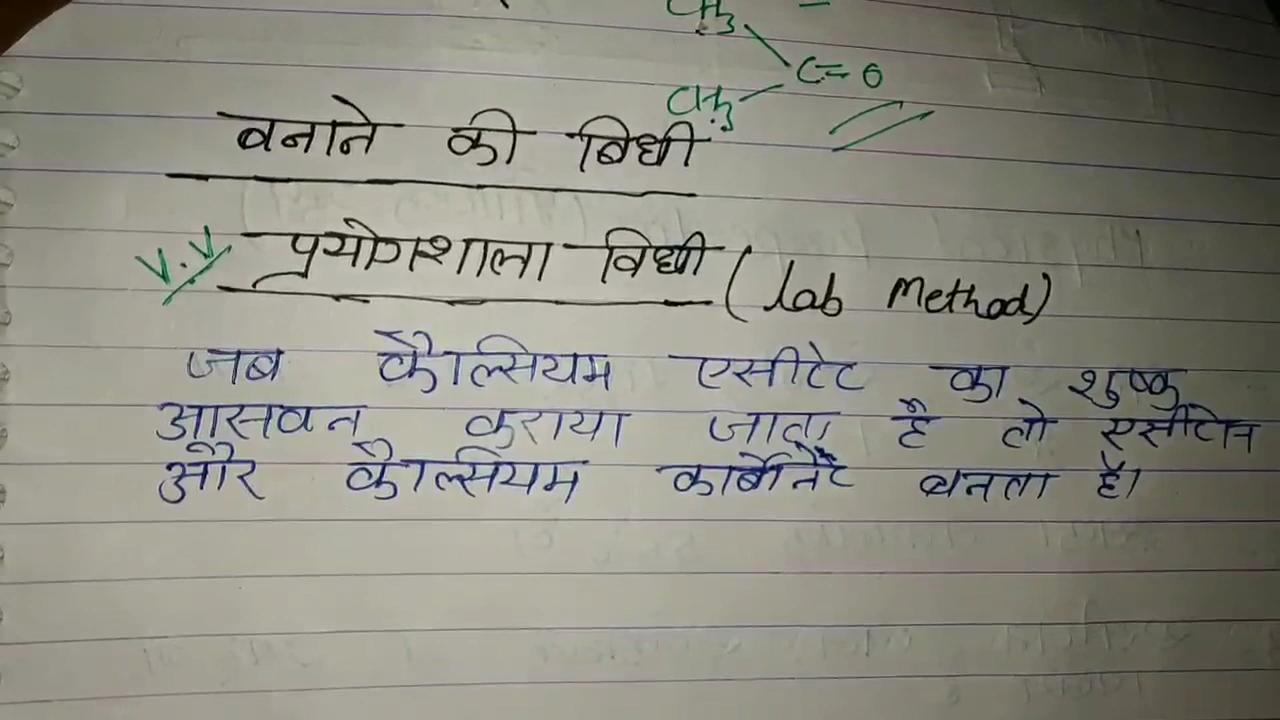 CH3
C=O
CH3
बनाने की बिधी
V.V प्रयोगशाला विधी (Lab Method)
जब कैल्सियम एसीटेट का शुष्क
आसवन कराया जाता है तो एसीटोन
और कैल्सियम कार्बोनेट बनता है।